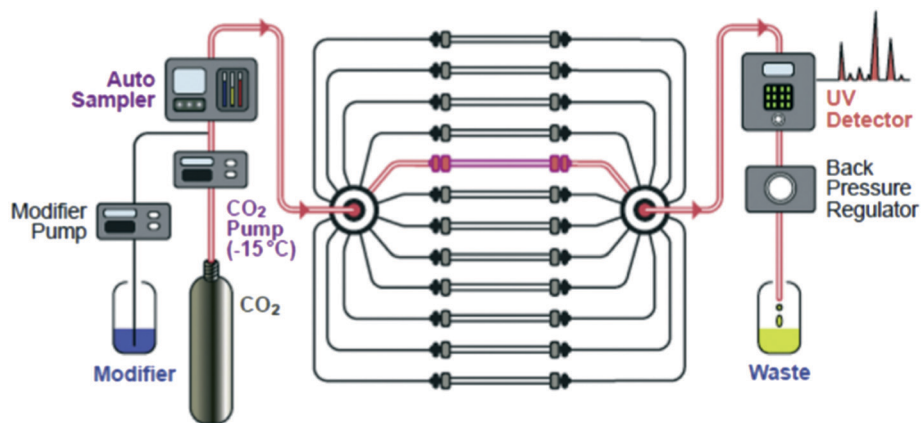 Auto
Sampler
Modifier
Pump
CO₂
Pump
(-15°C)
CO₂
Modifier
UV
Detector
Back
Pressure
Regulator
Waste